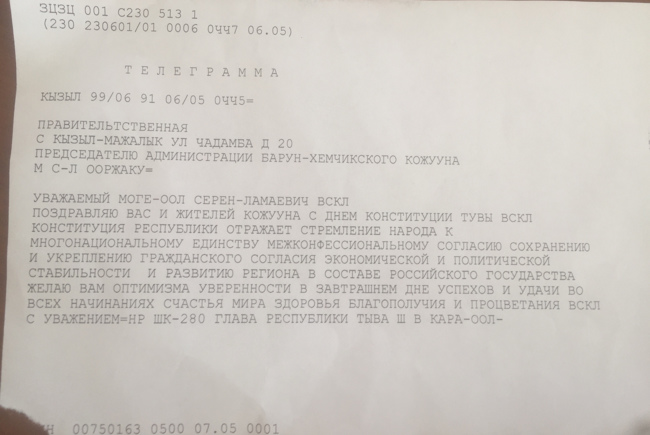 ЗЦЗЦ 001 С230 513 1
(230 230601/01 0006 0ЧЧ7 06.05)
Т Е Л Е Г Р А М М А
КЫЗЫЛ 99/06 91 06/05 0ЧЧ5=
ПРАВИТЕЛЬТСТВЕННАЯ
С КЫЗЫЛ-МАЖАЛЫК УЛ ЧАДАМБА Д 20
ПРЕДСЕДАТЕЛЮ АДМИНИСТРАЦИИ БАРУН-ХЕМЧИКСКОГО КОЖУУНА
М С-Л ООРЖАКУ=
УВАЖАЕМЫЙ МОГЕ-ООЛ СЕРЕН-ЛАМАЕВИЧ ВСКЛ
ПОЗДРАВЛЯЮ ВАС И ЖИТЕЛЕЙ КОЖУУНА С ДНЕМ КОНСТИТУЦИИ ТУВЫ ВСКЛ
КОНСТИТУЦИЯ РЕСПУБЛИКИ ОТРАЖАЕТ СТРЕМЛЕНИЕ НАРОДА К
МНОГОНАЦИОНАЛЬНОМУ ЕДИНСТВУ МЕЖКОНФЕССИОНАЛЬНОМУ СОГЛАСИЮ СОХРАНЕНИЮ
И УКРЕПЛЕНИЮ ГРАЖДАНСКОГО СОГЛАСИЯ ЭКОНОМИЧЕСКОЙ И ПОЛИТИЧЕСКОЙ
СТАБИЛЬНОСТИ И РАЗВИТИЮ РЕГИОНА В СОСТАВЕ РОССИЙСКОГО ГОСУДАРСТВА
ЖЕЛАЮ ВАМ ОПТИМИЗМА УВЕРЕННОСТИ В ЗАВТРАШНЕМ ДНЕ УСПЕХОВ И УДАЧИ ВО
ВСЕХ НАЧИНАНИЯХ СЧАСТЬЯ МИРА ЗДОРОВЬЯ БЛАГОПОЛУЧИЯ И ПРОЦВЕТАНИЯ ВСКЛ
С УВАЖЕНИЕМ=НР ШК-280 ГЛАВА РЕСПУБЛИКИ ТЫВА Ш В КАРА-ООЛ-
00750163 0500 07.05 0001